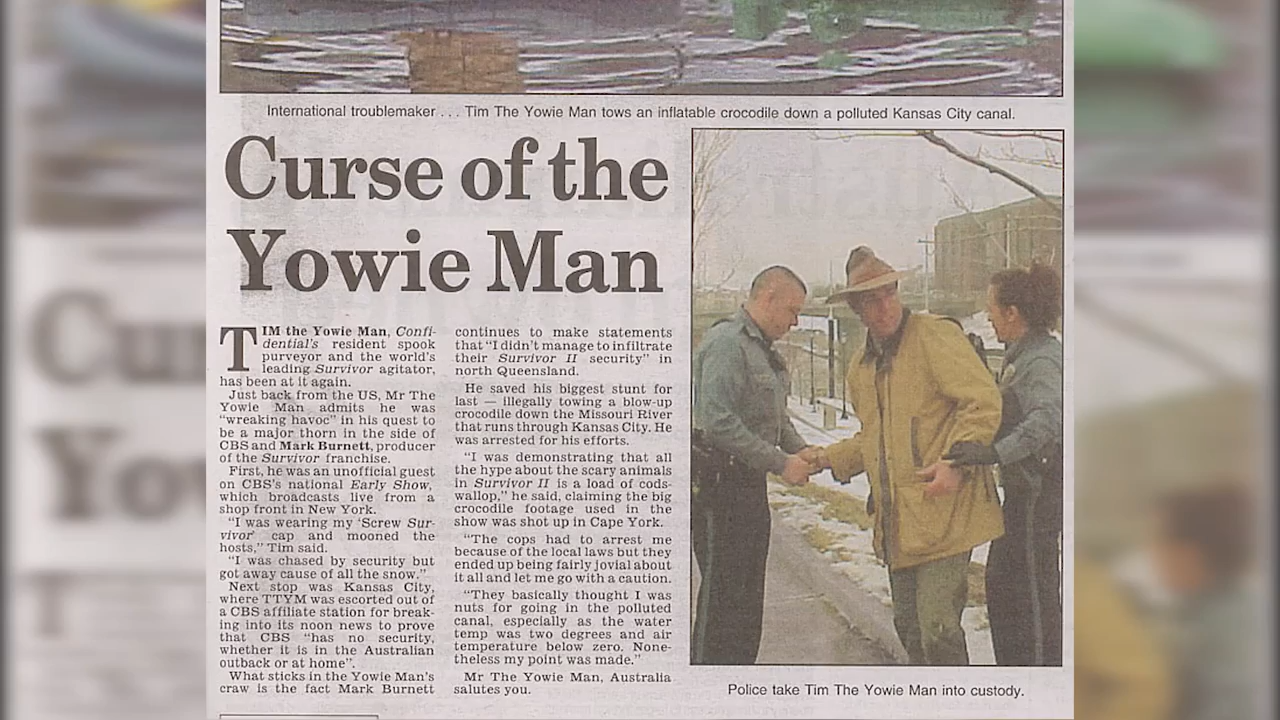 International troublemaker . . . Tim The Yowie Man tows an inflatable crocodile down a polluted Kansas City canal.
Curse of the
Yowie Man
TIM the Yowie Man, Confi-
dential's resident spook
purveyor and the world's
leading Survivor agitator,
has been at it again.
Just back from the US, Mr The
Yowie Man admits he was
“wreaking havoc” in his quest to
be a major thorn in the side of
CBS and Mark Burnett, producer
of the Survivor franchise.
First, he was an unofficial guest
on CBS's national Early Show,
which broadcasts live from a
shop front in New York.
“I was wearing my ‘Screw Sur-
vivor’ cap and mooned the
hosts,” Tim said.
“I was chased by security but
got away cause of all the snow.”
Next stop was Kansas City,
where TTYM was escorted out of
a CBS affiliate station for break-
ing into its noon news to prove
that CBS “has no security,
whether it is in the Australian
outback or at home”.
What sticks in the Yowie Man's
craw is the fact Mark Burnett
continues to make statements
that “I didn't manage to infiltrate
their Survivor II security” in
north Queensland.
He saved his biggest stunt for
last — illegally towing a blow-up
crocodile down the Missouri River
that runs through Kansas City. He
was arrested for his efforts.
“I was demonstrating that all
the hype about the scary animals
in Survivor II is a load of cods-
wallop,” he said, claiming the big
crocodile footage used in the
show was shot up in Cape York.
“The cops had to arrest me
because of the local laws but they
ended up being fairly jovial about
it all and let me go with a caution.
“They basically thought I was
nuts for going in the polluted
canal, especially as the water
temp was two degrees and air
temperature below zero. None-
theless my point was made.”
Mr The Yowie Man, Australia
salutes you.
Police take Tim The Yowie Man into custody.